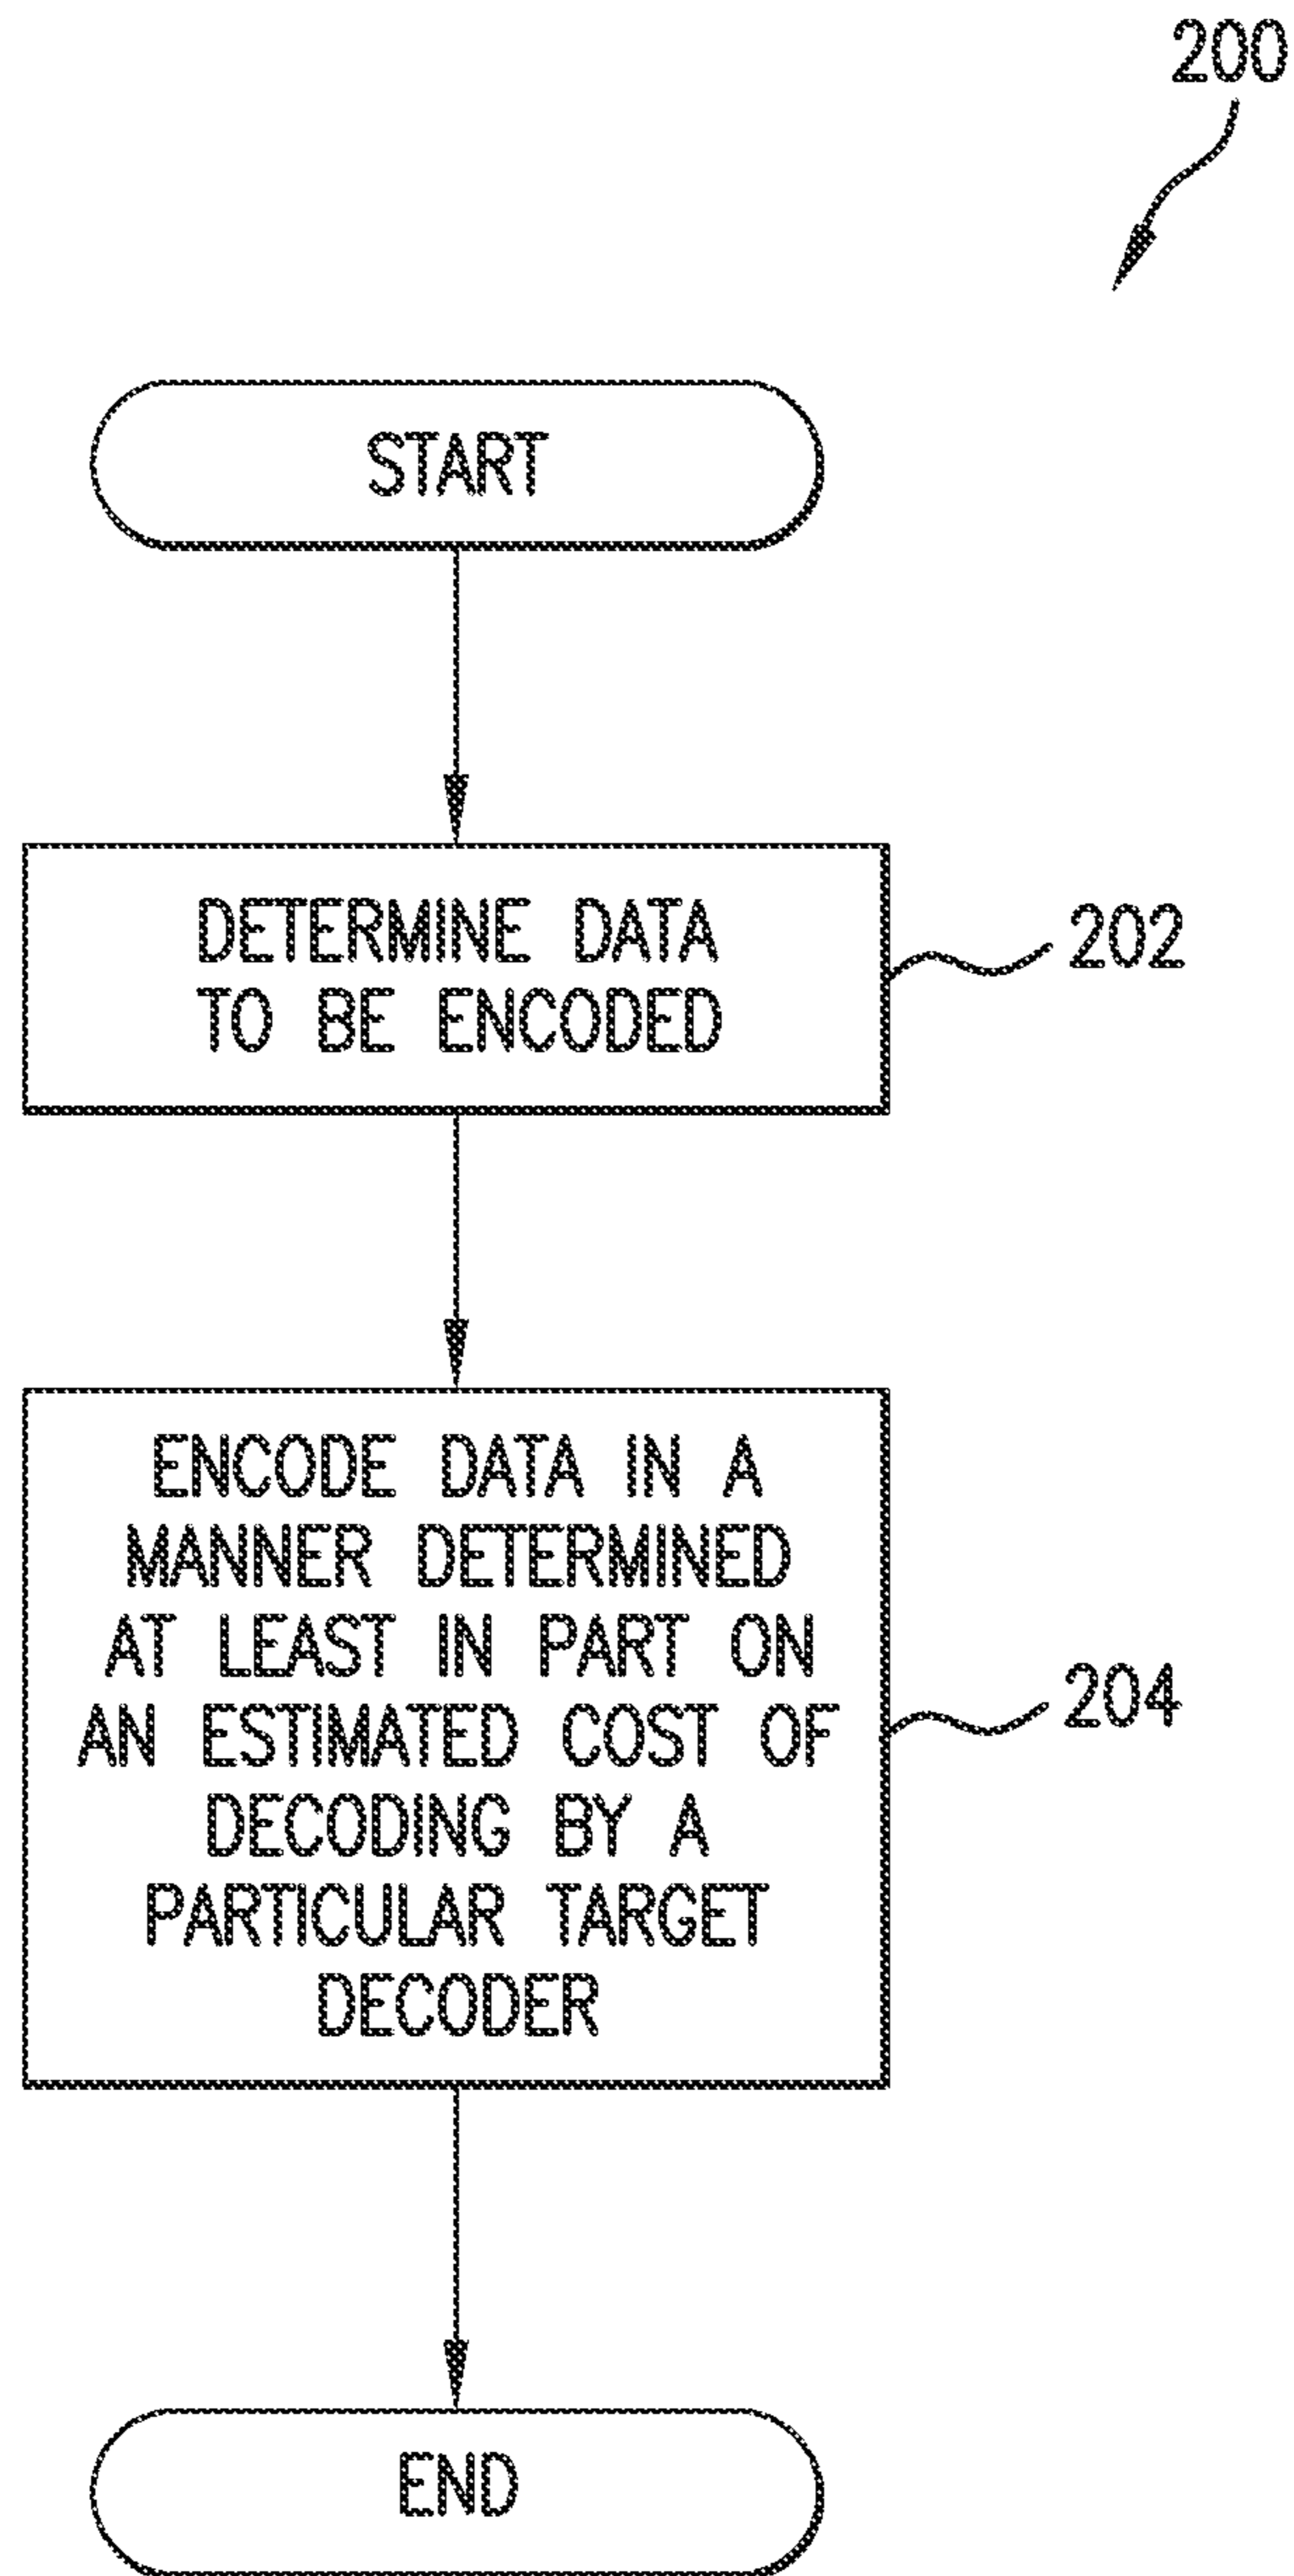 200
START
DETERMINE DATA
TO BE ENCODED
202
ENCODE DATA IN A
MANNER DETERMINED
AT LEAST IN PART ON
AN ESTIMATED COST OF
DECODING BY A
PARTICULAR TARGET
DECODER
204
END